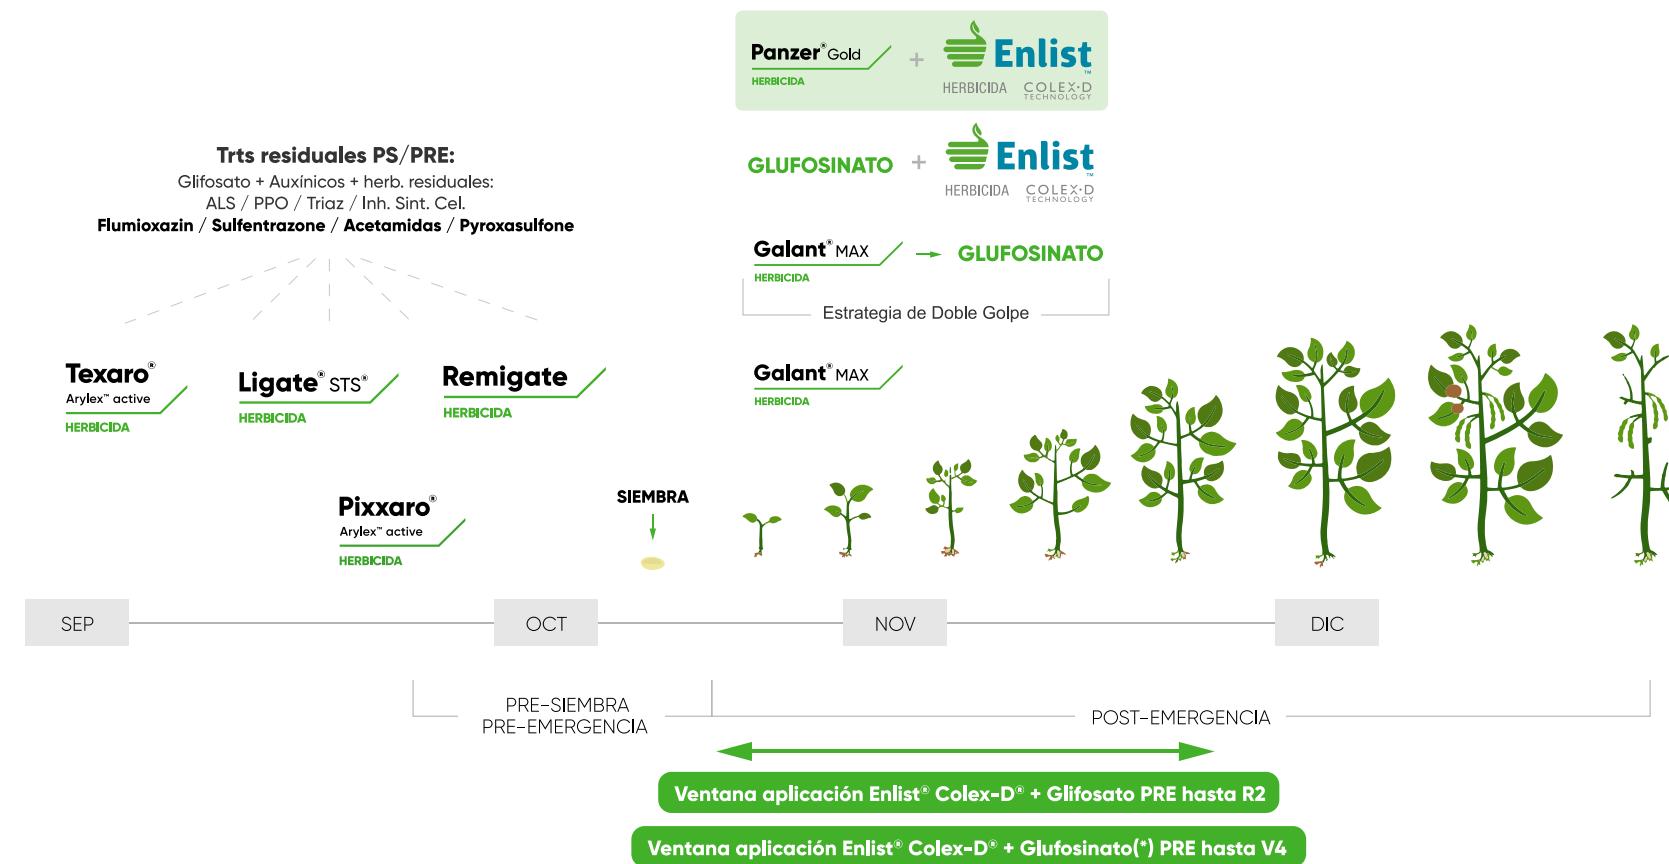 Panzer® Gold
HERBICIDA
+
Enlist™
HERBICIDA COLEX·D
TECHNOLOGY
GLUFOSINATO + Enlist™
HERBICIDA COLEX·D
TECHNOLOGY
Galant® MAX
HERBICIDA
GLUFOSINATO
Estrategia de Doble Golpe
Galant® MAX
HERBICIDA
Trts residuales PS/PRE:
Glifosato + Auxínicos + herb. residuales:
ALS / PPO / Triaz / Inh. Sint. Cel.
Flumioxazin / Sulfentrazone / Acetamidas / Pyroxasulfone
Texaro®
Arylex™ active
HERBICIDA
Ligate® STS®
HERBICIDA
Remigate
HERBICIDA
Pixxaro®
Arylex™ active
HERBICIDA
SIEMBRA
SEP
OCT
NOV
DIC
PRE-SIEMBRA
PRE-EMERGENCIA
POST-EMERGENCIA
Ventana aplicación Enlist® Colex-D® + Glifosato PRE hasta R2
Ventana aplicación Enlist® Colex-D® + Glufosinato(*) PRE hasta V4